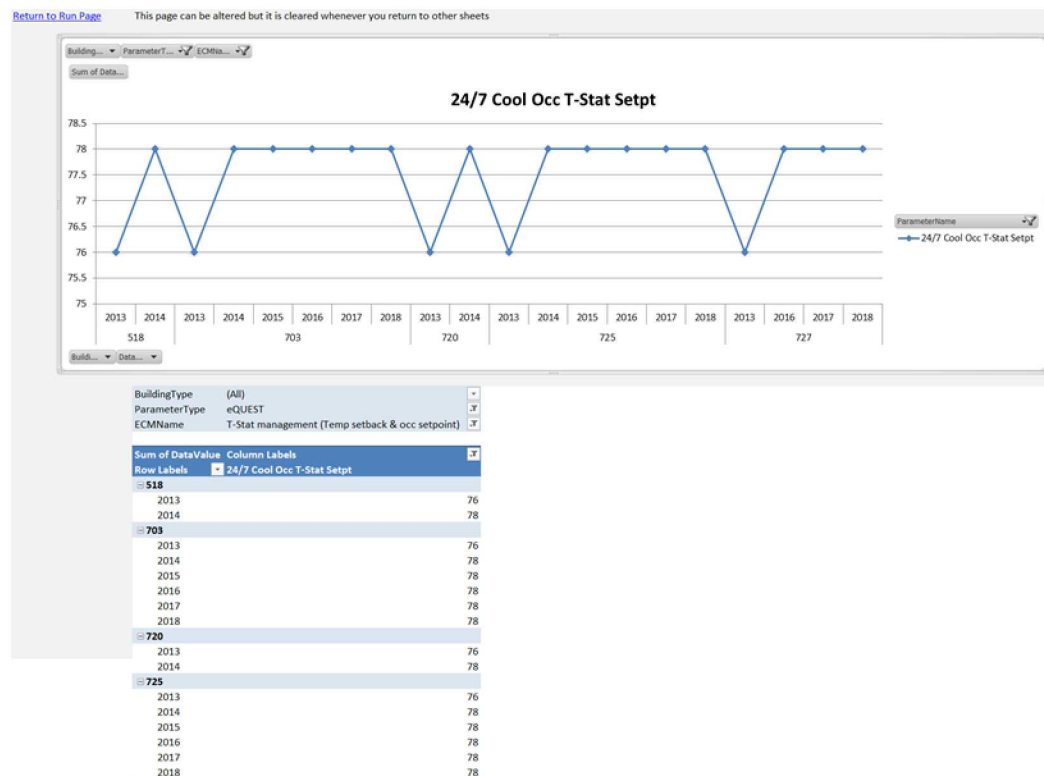 Return to Run Page This page can be altered but it is cleared whenever you return to other sheets
Building... ParameterT... ECMNa...
Sum of Data...
24/7 Cool Occ T-Stat Setpt
78.5
78
77.5
77
76.5
76
75.5
75
ParameterName
24/7 Cool Occ T-Stat Setpt
2013 2014 2013 2014 2015 2016 2017 2018 2013 2014 2013 2014 2015 2016 2017 2018 2013 2016 2017 2018
518 703 720 725 727
Buildi... Data...
BuildingType (All)
ParameterType eQUEST
ECMName T-Stat management (Temp setback & occ setpoint)
Sum of DataValue Column Labels
Row Labels 24/7 Cool Occ T-Stat Setpt
518
2013 76
2014 78
703
2013 76
2014 78
2015 78
2016 78
2017 78
2018 78
720
2013 76
2014 78
725
2013 76
2014 78
2015 78
2016 78
2017 78
2018 78